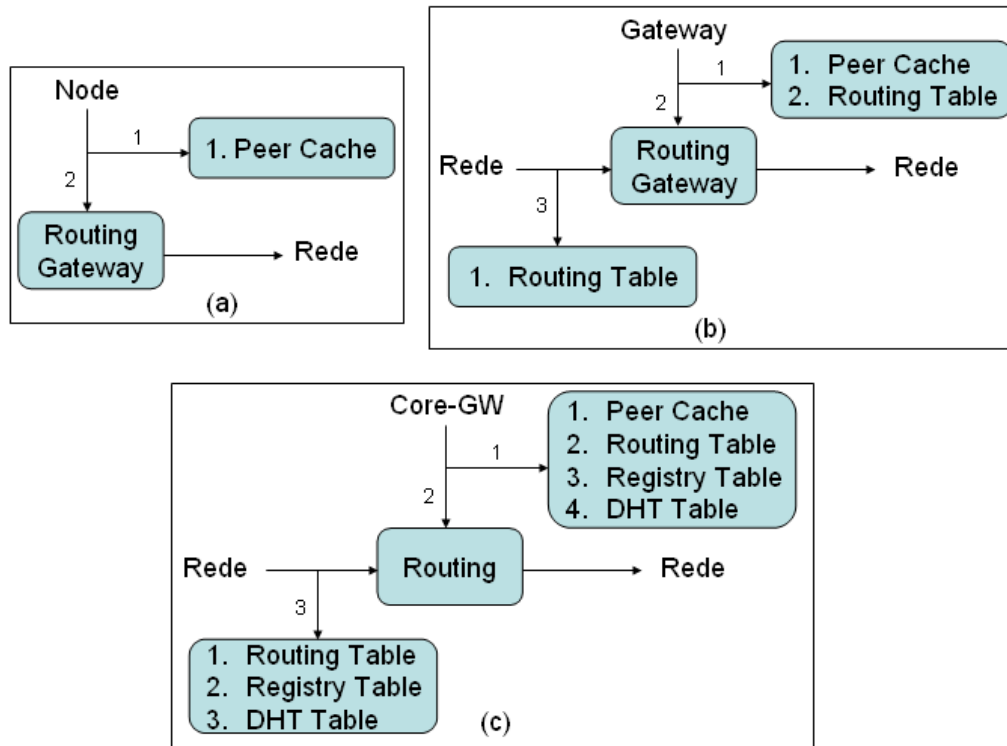 Node
1
1. Peer Cache
2
Routing
Gateway
Rede
(a)
Gateway
1
1. Peer Cache
2. Routing Table
2
Rede
Routing
Gateway
Rede
3
1. Routing Table
(b)
Core-GW
1
1. Peer Cache
2. Routing Table
3. Registry Table
4. DHT Table
2
Rede
Routing
Rede
3
1. Routing Table
2. Registry Table
3. DHT Table
(c)